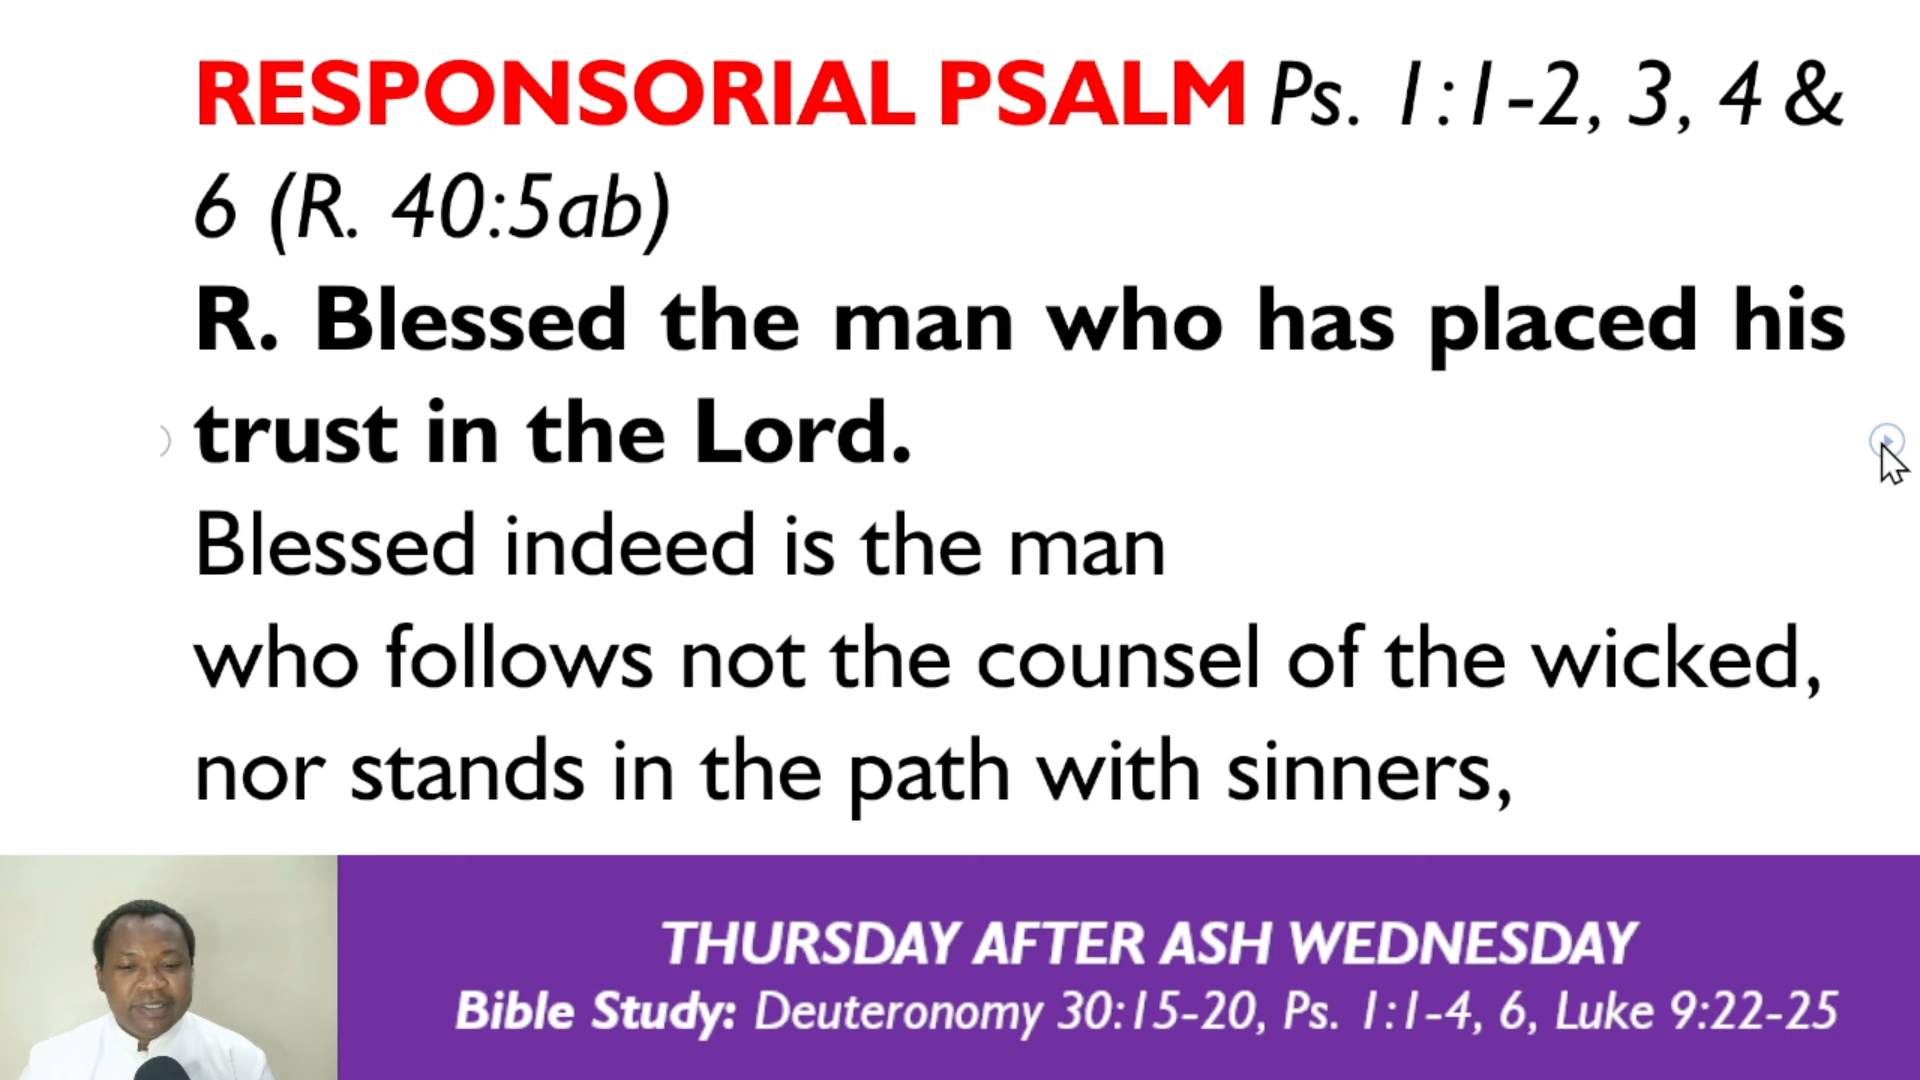 RESPONSORIAL PSALM Ps. 1:1-2, 3, 4 &
6 (R. 40:5ab)
R. Blessed the man who has placed his
trust in the Lord.
Blessed indeed is the man
who follows not the counsel of the wicked,
nor stands in the path with sinners,
THURSDAY AFTER ASH WEDNESDAY
Bible Study: Deuteronomy 30:15-20, Ps. 1:1-4, 6, Luke 9:22-25